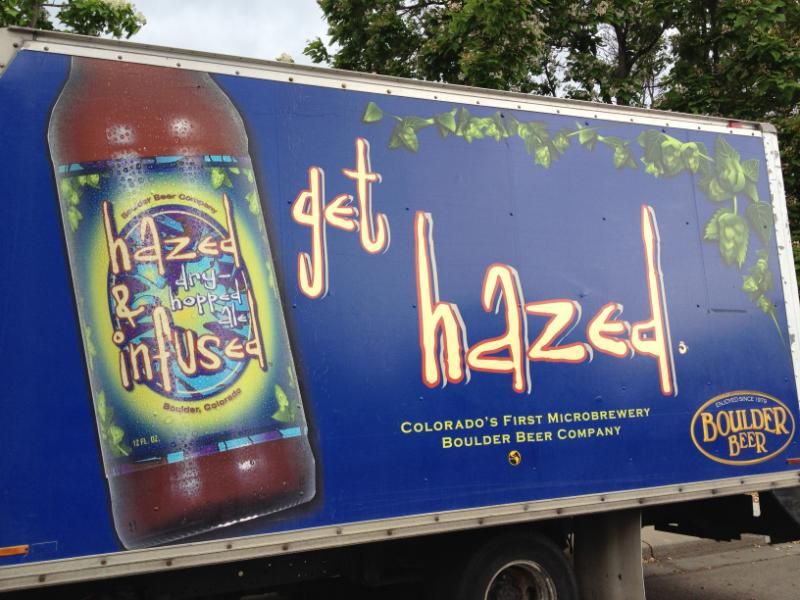 Boulder Beer Company
hazed
& dry-
hopped
ale
infused
Boulder, Colorado
12 FL. OZ.
get
hazed.
COLORADO'S FIRST MICROBREWERY
BOULDER BEER COMPANY
ENJOYED SINCE 1979
BOULDER
BEER